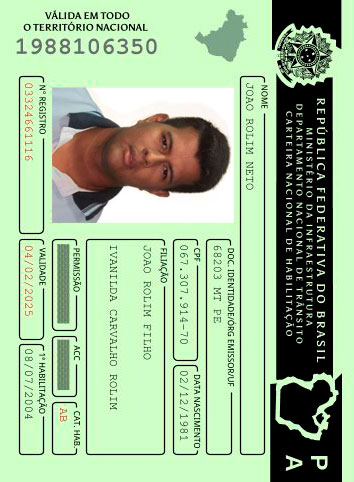 VÁLIDA EM TODO
O TERRITÓRIO NACIONAL
1988106350
REPÚBLICA FEDERATIVA DO BRASIL
MINISTÉRIO DA INFRAESTRUTURA
DEPARTAMENTO NACIONAL DE TRÂNSITO
CARTEIRA NACIONAL DE HABILITAÇÃO
PA
NOME
JOAO ROLIM NETO
DOC. IDENTIDADE/ÓRG EMISSOR/UF
68203 MT PE
CPF
067.307.914-70
DATA NASCIMENTO
02/12/1981
FILIAÇÃO
JOAO ROLIM FILHO
IVANILDA CARVALHO ROLIM
PERMISSÃO
ACC
CAT. HAB.
AB
Nº REGISTRO
03324661116
VALIDADE
04/02/2025
1ª HABILITAÇÃO
08/07/2004